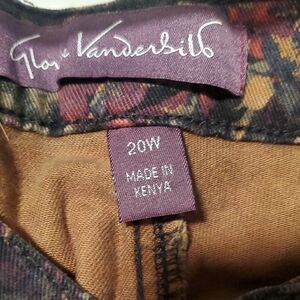 Gloria Vanderbilt
20W
MADE IN
KENYA